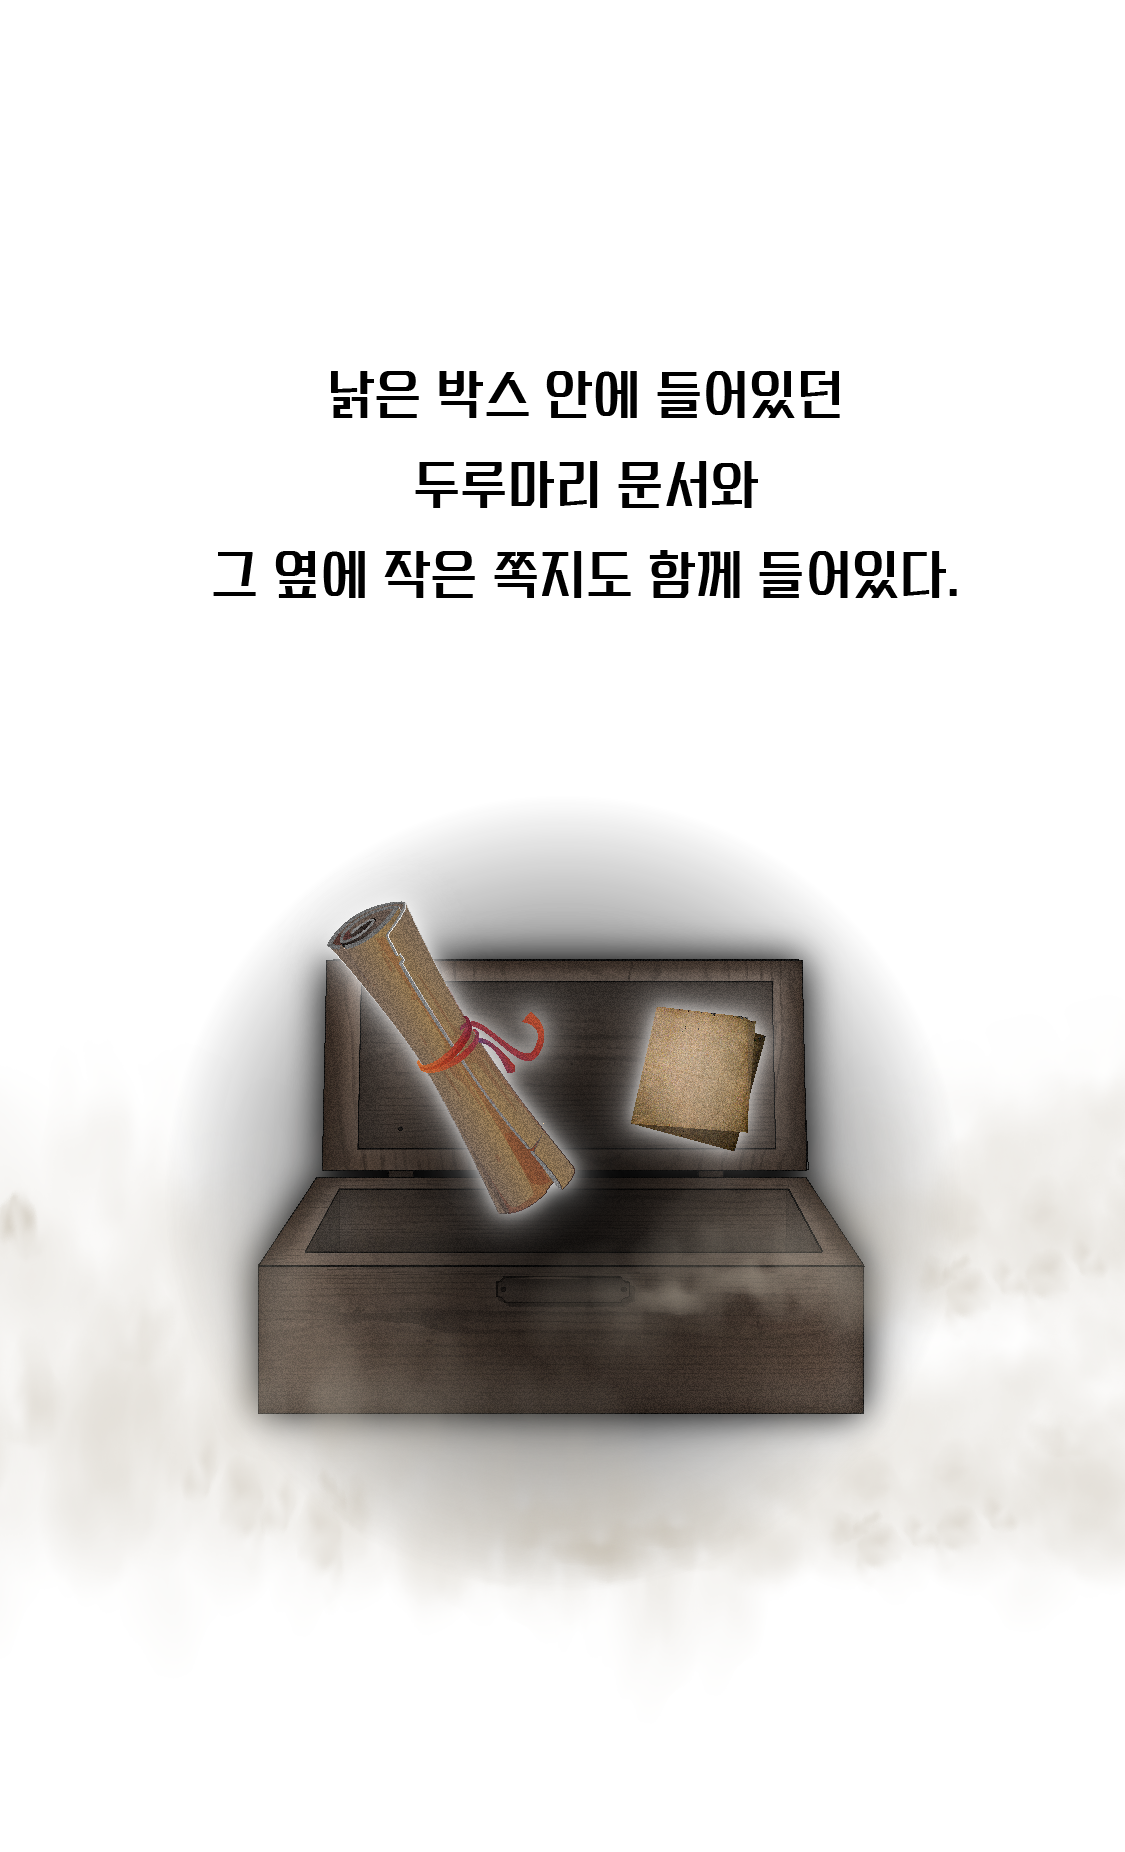 낡은 박스 안에 들어있던
두루마리 문서와
그 옆에 작은 쪽지도 함께 들어있다.